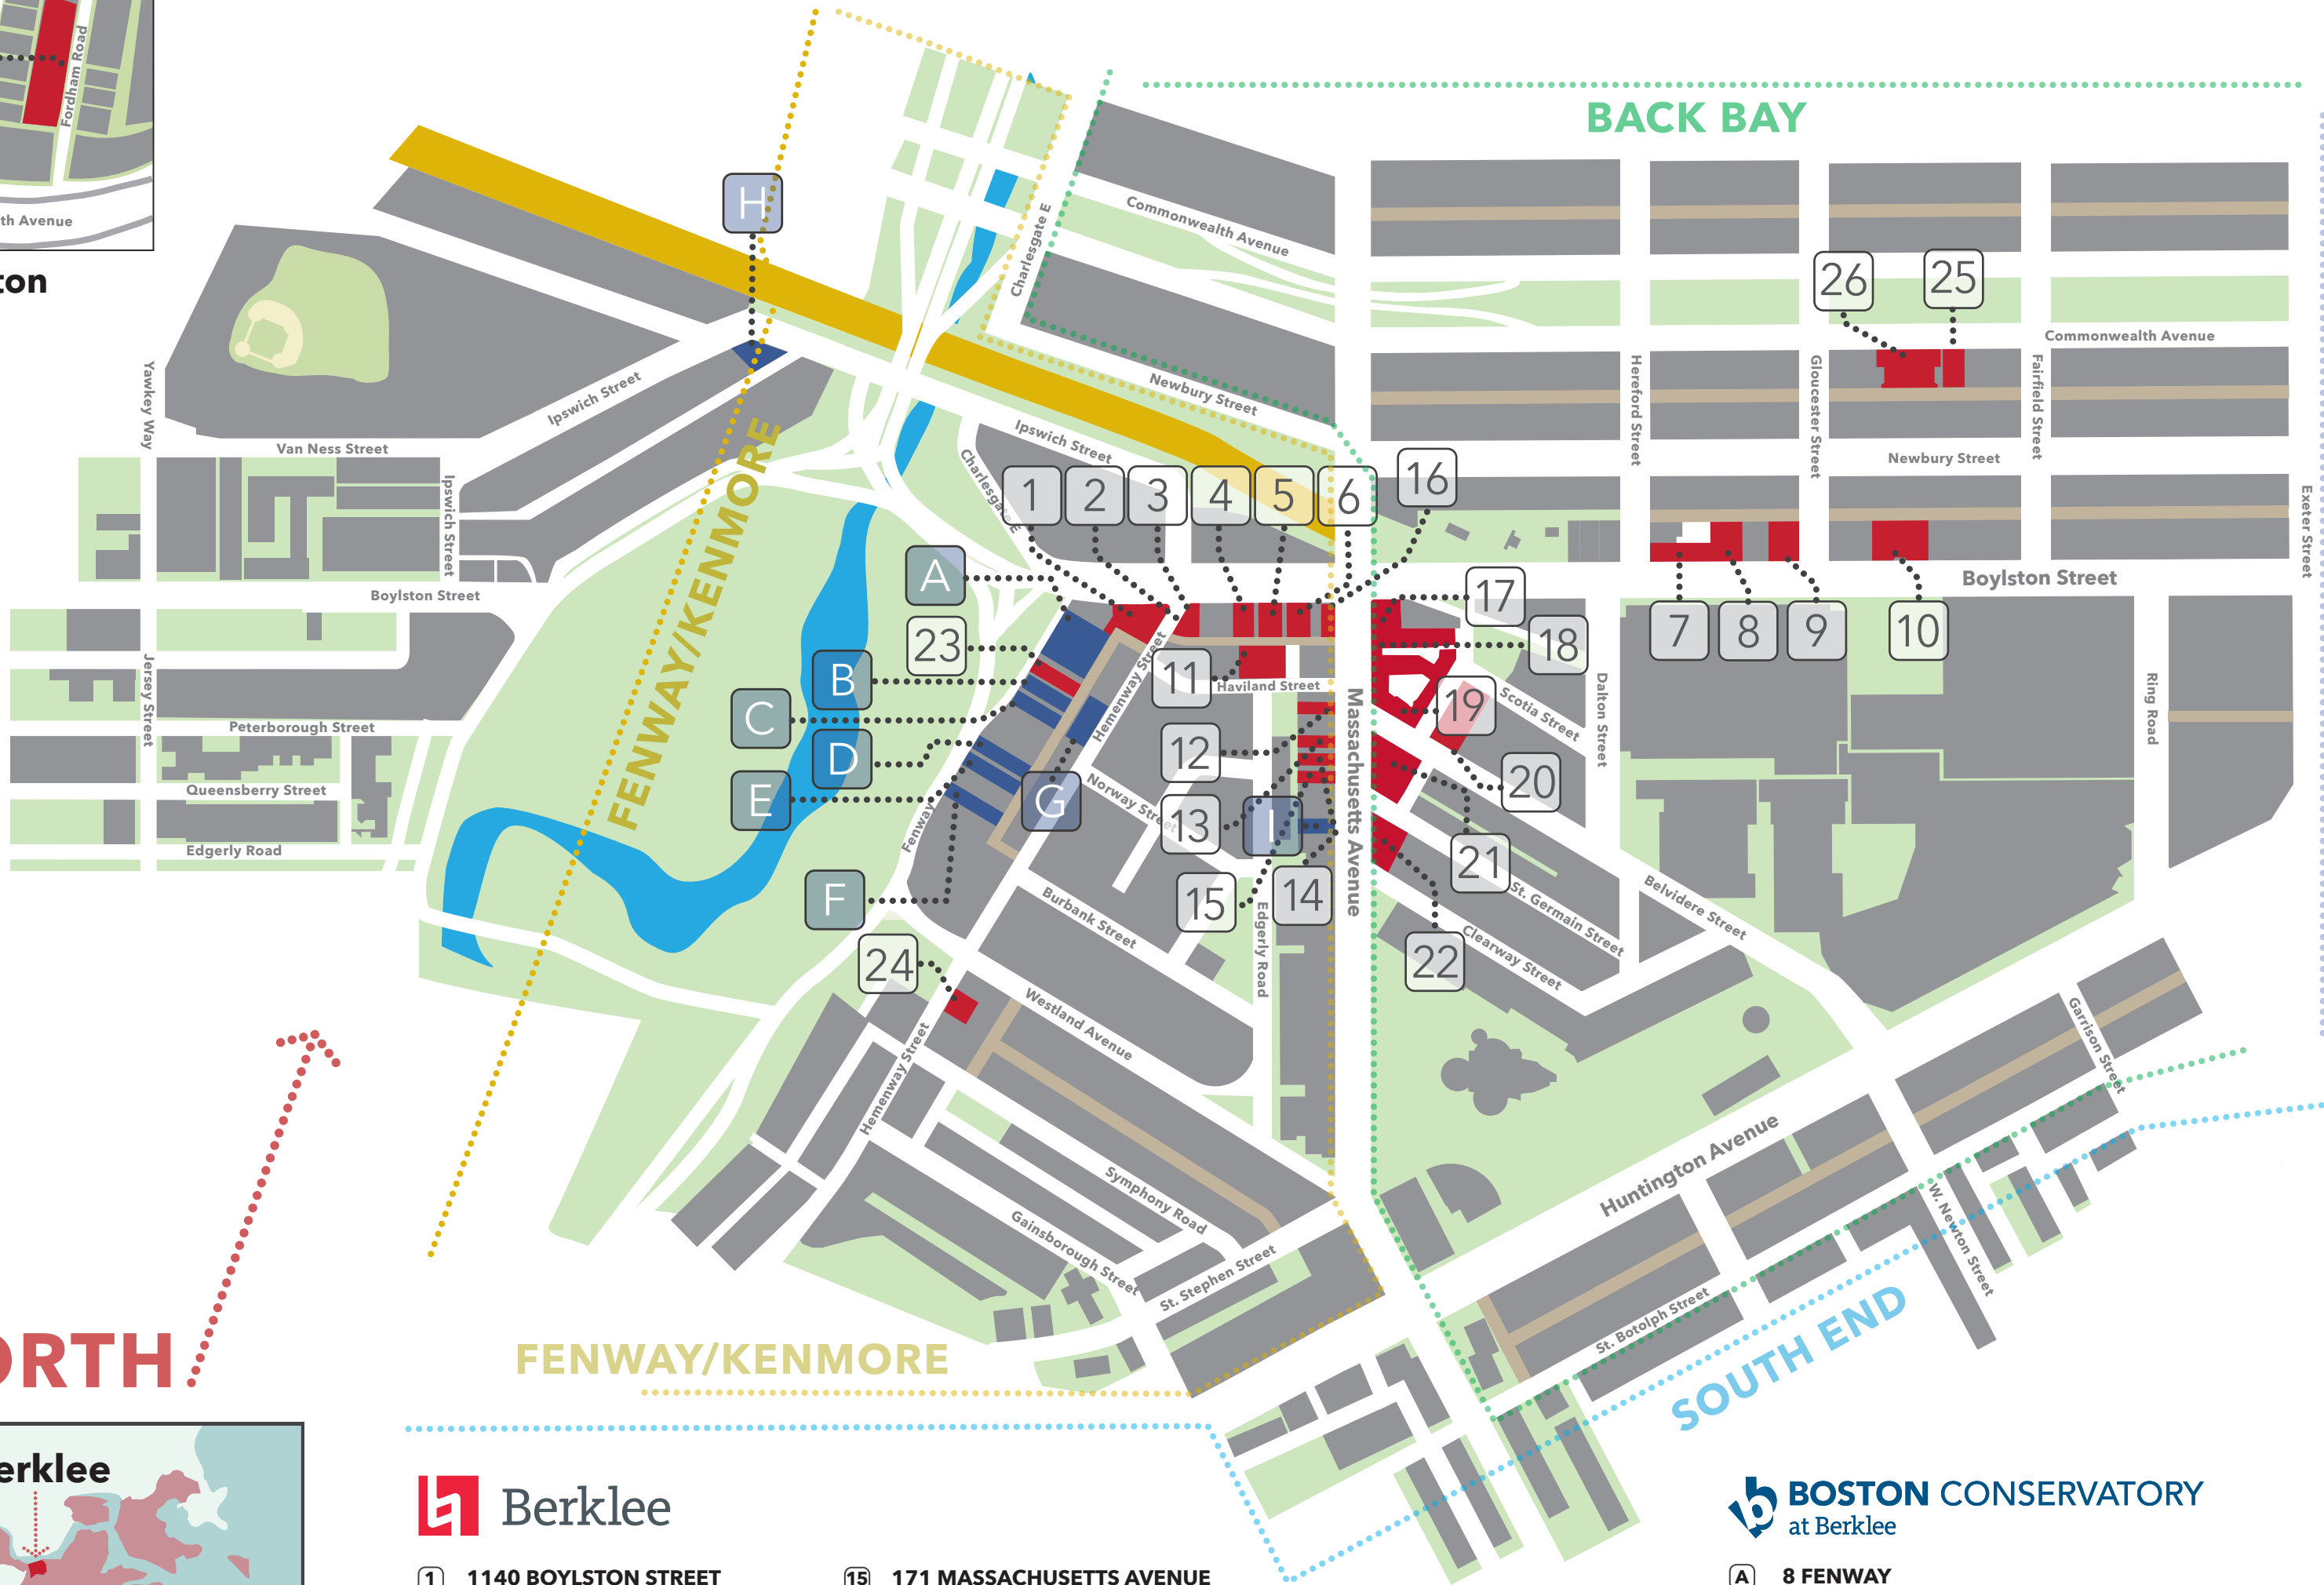 Fordham Road
th Avenue
ton
BACK BAY
H
Charlesgate E
Commonwealth Avenue
26
25
Commonwealth Avenue
Yawkey Way
Ipswich Street
Van Ness Street
Newbury Street
Hereford Street
Gloucester Street
Fairfield Street
Newbury Street
Ipswich Street
Charlesgate E
Ipswich Street
Exeter Street
1
2
3
4
5
6
16
FENWAY/KENMORE
A
Boylston Street
Boylston Street
17
18
7
8
9
10
23
B
C
D
E
F
G
Hemenway Street
11
Haviland Street
Massachusetts Avenue
19
Scotia Street
Dalton Street
Ring Road
Jersey Street
Peterborough Street
Queensberry Street
Edgerly Road
Fenway
Norway Street
12
13
I
14
15
20
21
22
24
Burbank Street
Edgerly Road
St. Germain Street
Belvidere Street
Clearway Street
Westland Avenue
Hemenway Street
Garrison Street
Huntington Avenue
Symphony Road
Gainsborough Street
St. Stephen Street
W. Newton Street
St. Botolph Street
SOUTH END
FENWAY/KENMORE
ORTH
erklee
Berklee
BOSTON CONSERVATORY
at Berklee
1 1140 BOYLSTON STREET
15 171 MASSACHUSETTS AVENUE
A 8 FENWAY